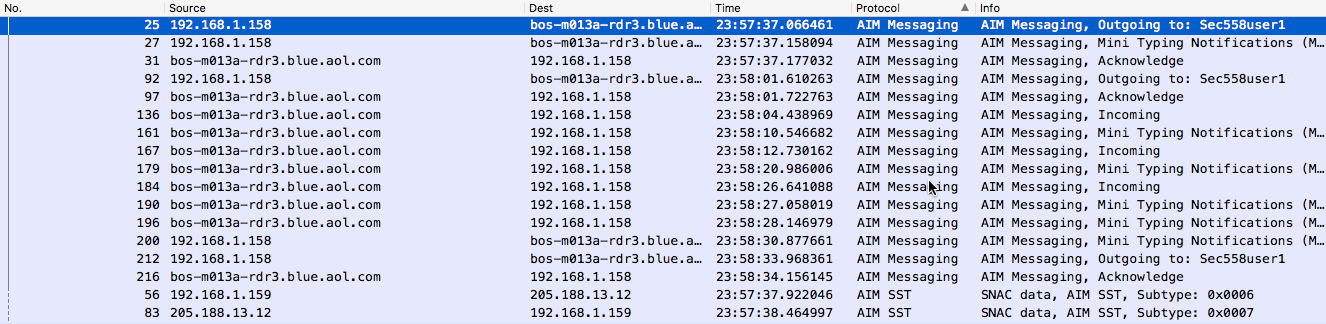 No. Source Dest Time Protocol Info
25 192.168.1.158 bos-m013a-rdr3.blue.a… 23:57:37.066461 AIM Messaging AIM Messaging, Outgoing to: Sec558user1
27 192.168.1.158 bos-m013a-rdr3.blue.a… 23:57:37.158094 AIM Messaging AIM Messaging, Mini Typing Notifications (M…
31 bos-m013a-rdr3.blue.aol.com 192.168.1.158 23:57:37.177032 AIM Messaging AIM Messaging, Acknowledge
92 192.168.1.158 bos-m013a-rdr3.blue.a… 23:58:01.610263 AIM Messaging AIM Messaging, Outgoing to: Sec558user1
97 bos-m013a-rdr3.blue.aol.com 192.168.1.158 23:58:01.722763 AIM Messaging AIM Messaging, Acknowledge
136 bos-m013a-rdr3.blue.aol.com 192.168.1.158 23:58:04.438969 AIM Messaging AIM Messaging, Incoming
161 bos-m013a-rdr3.blue.aol.com 192.168.1.158 23:58:10.546682 AIM Messaging AIM Messaging, Mini Typing Notifications (M…
167 bos-m013a-rdr3.blue.aol.com 192.168.1.158 23:58:12.730162 AIM Messaging AIM Messaging, Incoming
179 bos-m013a-rdr3.blue.aol.com 192.168.1.158 23:58:20.986006 AIM Messaging AIM Messaging, Mini Typing Notifications (M…
184 bos-m013a-rdr3.blue.aol.com 192.168.1.158 23:58:26.641088 AIM Messaging AIM Messaging, Incoming
190 bos-m013a-rdr3.blue.aol.com 192.168.1.158 23:58:27.058019 AIM Messaging AIM Messaging, Mini Typing Notifications (M…
196 bos-m013a-rdr3.blue.aol.com 192.168.1.158 23:58:28.146979 AIM Messaging AIM Messaging, Mini Typing Notifications (M…
200 192.168.1.158 bos-m013a-rdr3.blue.a… 23:58:30.877661 AIM Messaging AIM Messaging, Mini Typing Notifications (M…
212 192.168.1.158 bos-m013a-rdr3.blue.a… 23:58:33.968361 AIM Messaging AIM Messaging, Outgoing to: Sec558user1
216 bos-m013a-rdr3.blue.aol.com 192.168.1.158 23:58:34.156145 AIM Messaging AIM Messaging, Acknowledge
56 192.168.1.159 205.188.13.12 23:57:37.922046 AIM SST SNAC data, AIM SST, Subtype: 0x0006
83 205.188.13.12 192.168.1.159 23:57:38.464997 AIM SST SNAC data, AIM SST, Subtype: 0x0007